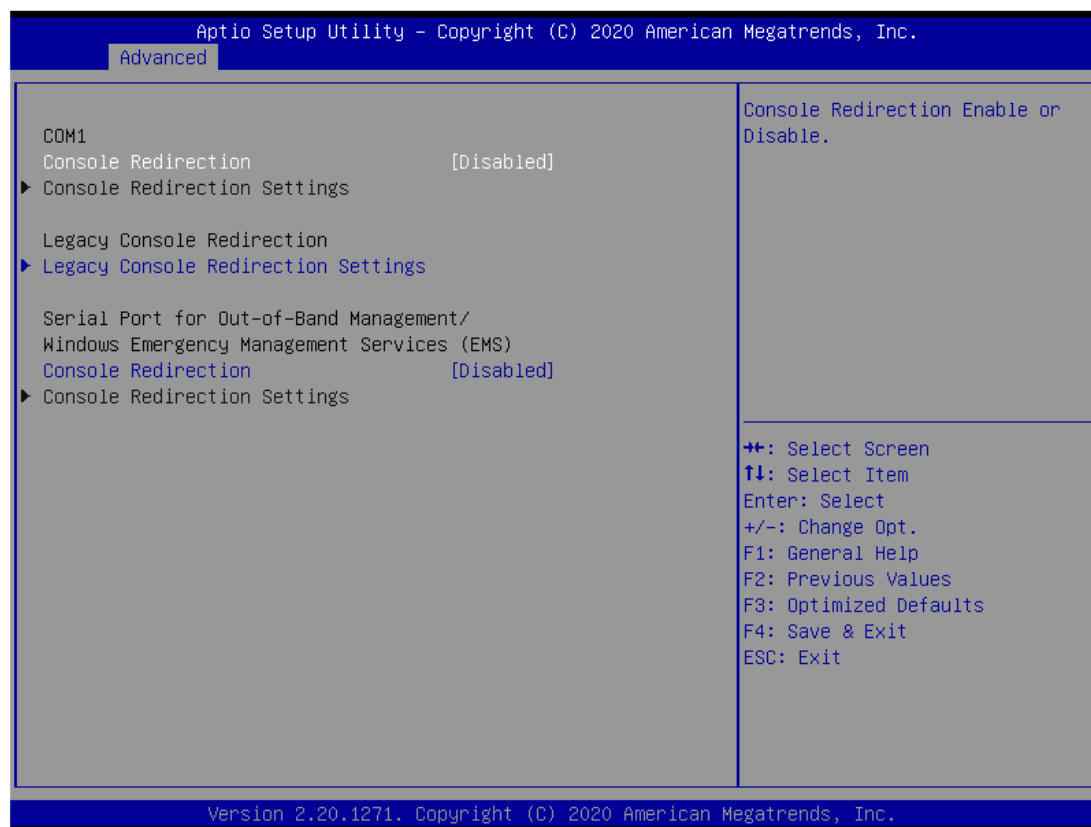 Aptio Setup Utility – Copyright (C) 2020 American Megatrends, Inc.
Advanced
COM1
Console Redirection [Disabled]
▶ Console Redirection Settings
Legacy Console Redirection
▶ Legacy Console Redirection Settings
Serial Port for Out-of-Band Management/
Windows Emergency Management Services (EMS)
Console Redirection [Disabled]
▶ Console Redirection Settings
Console Redirection Enable or
Disable.
→←: Select Screen
↑↓: Select Item
Enter: Select
+/-: Change Opt.
F1: General Help
F2: Previous Values
F3: Optimized Defaults
F4: Save & Exit
ESC: Exit
Version 2.20.1271. Copyright (C) 2020 American Megatrends, Inc.